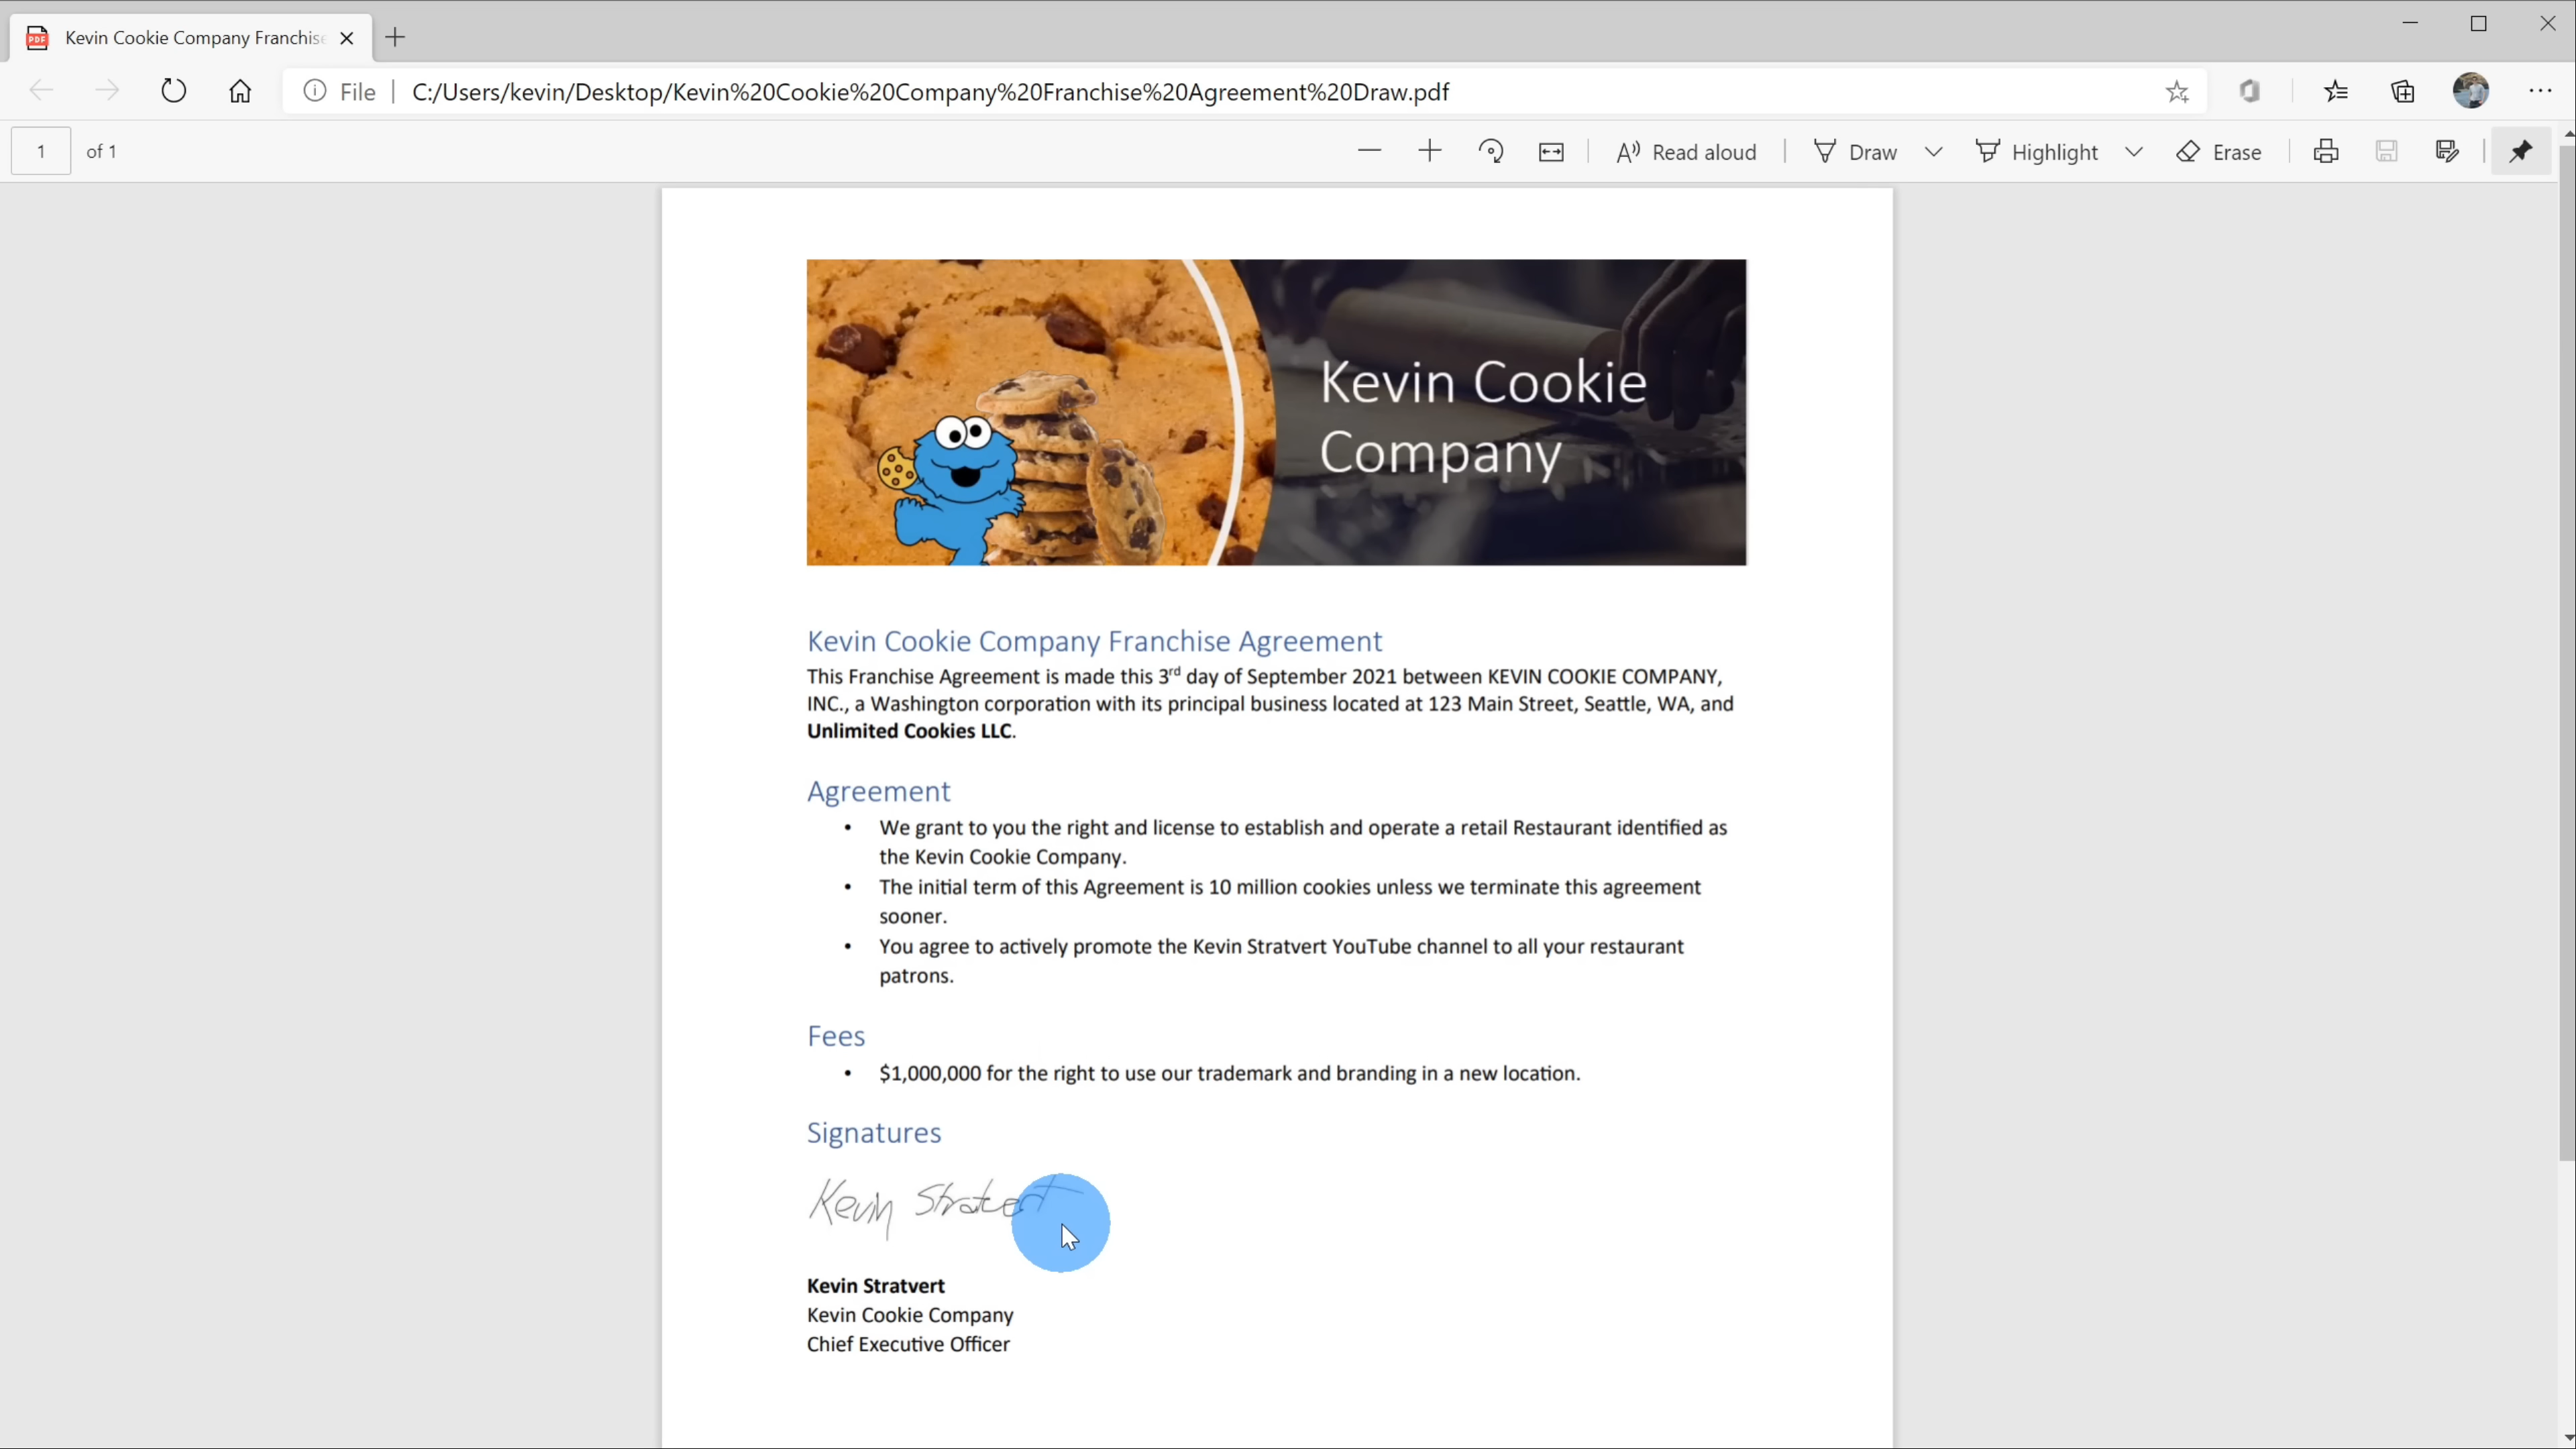 Kevin Cookie Company Franchise
File C:/Users/kevin/Desktop/Kevin%20Cookie%20Company%20Franchise%20Agreement%20Draw.pdf
1 of 1 Read aloud Draw Highlight Erase
Kevin Cookie
Company
Kevin Cookie Company Franchise Agreement
This Franchise Agreement is made this 3rd day of September 2021 between KEVIN COOKIE COMPANY,
INC., a Washington corporation with its principal business located at 123 Main Street, Seattle, WA, and
Unlimited Cookies LLC.
Agreement
• We grant to you the right and license to establish and operate a retail Restaurant identified as
the Kevin Cookie Company.
• The initial term of this Agreement is 10 million cookies unless we terminate this agreement
sooner.
• You agree to actively promote the Kevin Stratvert YouTube channel to all your restaurant
patrons.
Fees
• $1,000,000 for the right to use our trademark and branding in a new location.
Signatures
Kevin Stratvert
Kevin Stratvert
Kevin Cookie Company
Chief Executive Officer